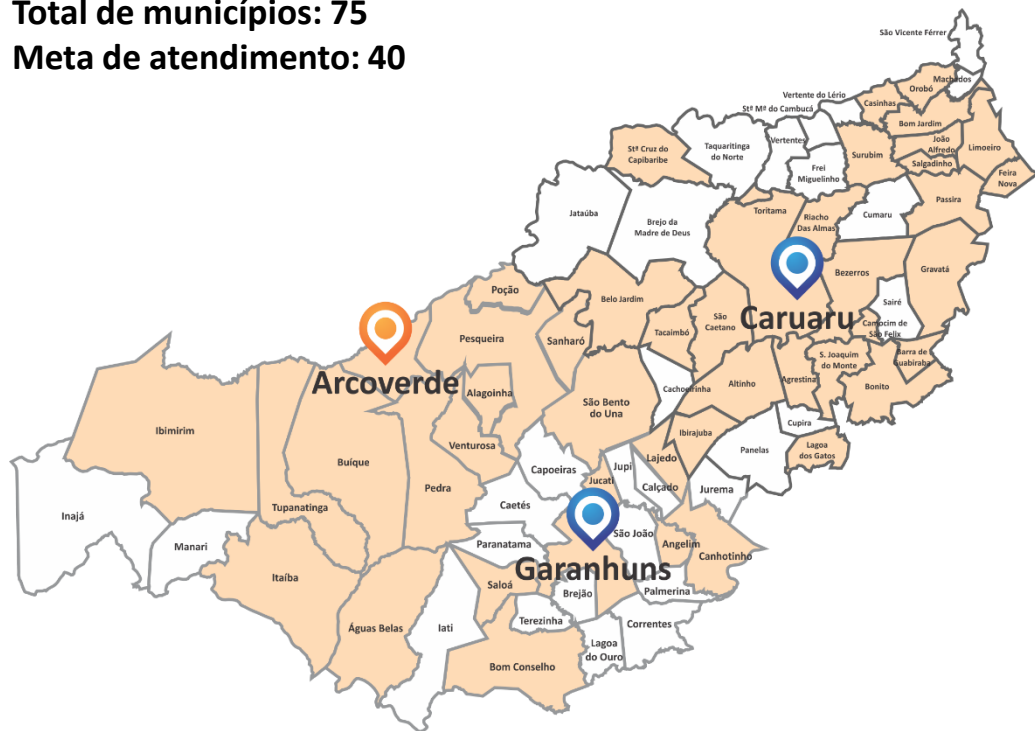 Total de municípios: 75
Meta de atendimento: 40
São Vicente Férrer
Machados
Orobó
Vertente do Lério
Casinhas
Stª Mª do Cambucá
Bom Jardim
Vertentes
João
Alfredo
Limoeiro
Taquaritinga
do Norte
Stª Cruz do
Capibaribe
Surubim
Salgadinho
Frei
Miguelinho
Feira
Nova
Passira
Jataúba
Toritama
Riacho
Das Almas
Cumaru
Brejo da
Madre de Deus
Bezerros
Gravatá
Poção
Belo Jardim
Sairé
Caruaru
São
Caetano
Camocim de
São Felix
Tacaimbó
Pesqueira
Sanharó
Arcoverde
S. Joaquim
do Monte
Barra de
Guabiraba
Alagoinha
Cachoeirinha
Altinho
Agrestina
Bonito
São Bento
do Una
Cupira
Ibimirim
Ibirajuba
Venturosa
Lagoa
dos Gatos
Panelas
Buíque
Lajedo
Capoeiras
Jupi
Jucati
Pedra
Calçado
Jurema
Tupanatinga
Caetés
Inajá
São João
Manari
Paranatama
Angelim
Canhotinho
Garanhuns
Itaíba
Saloá
Brejão
Palmerina
Terezinha
Correntes
Águas Belas
Iati
Lagoa
do Ouro
Bom Conselho